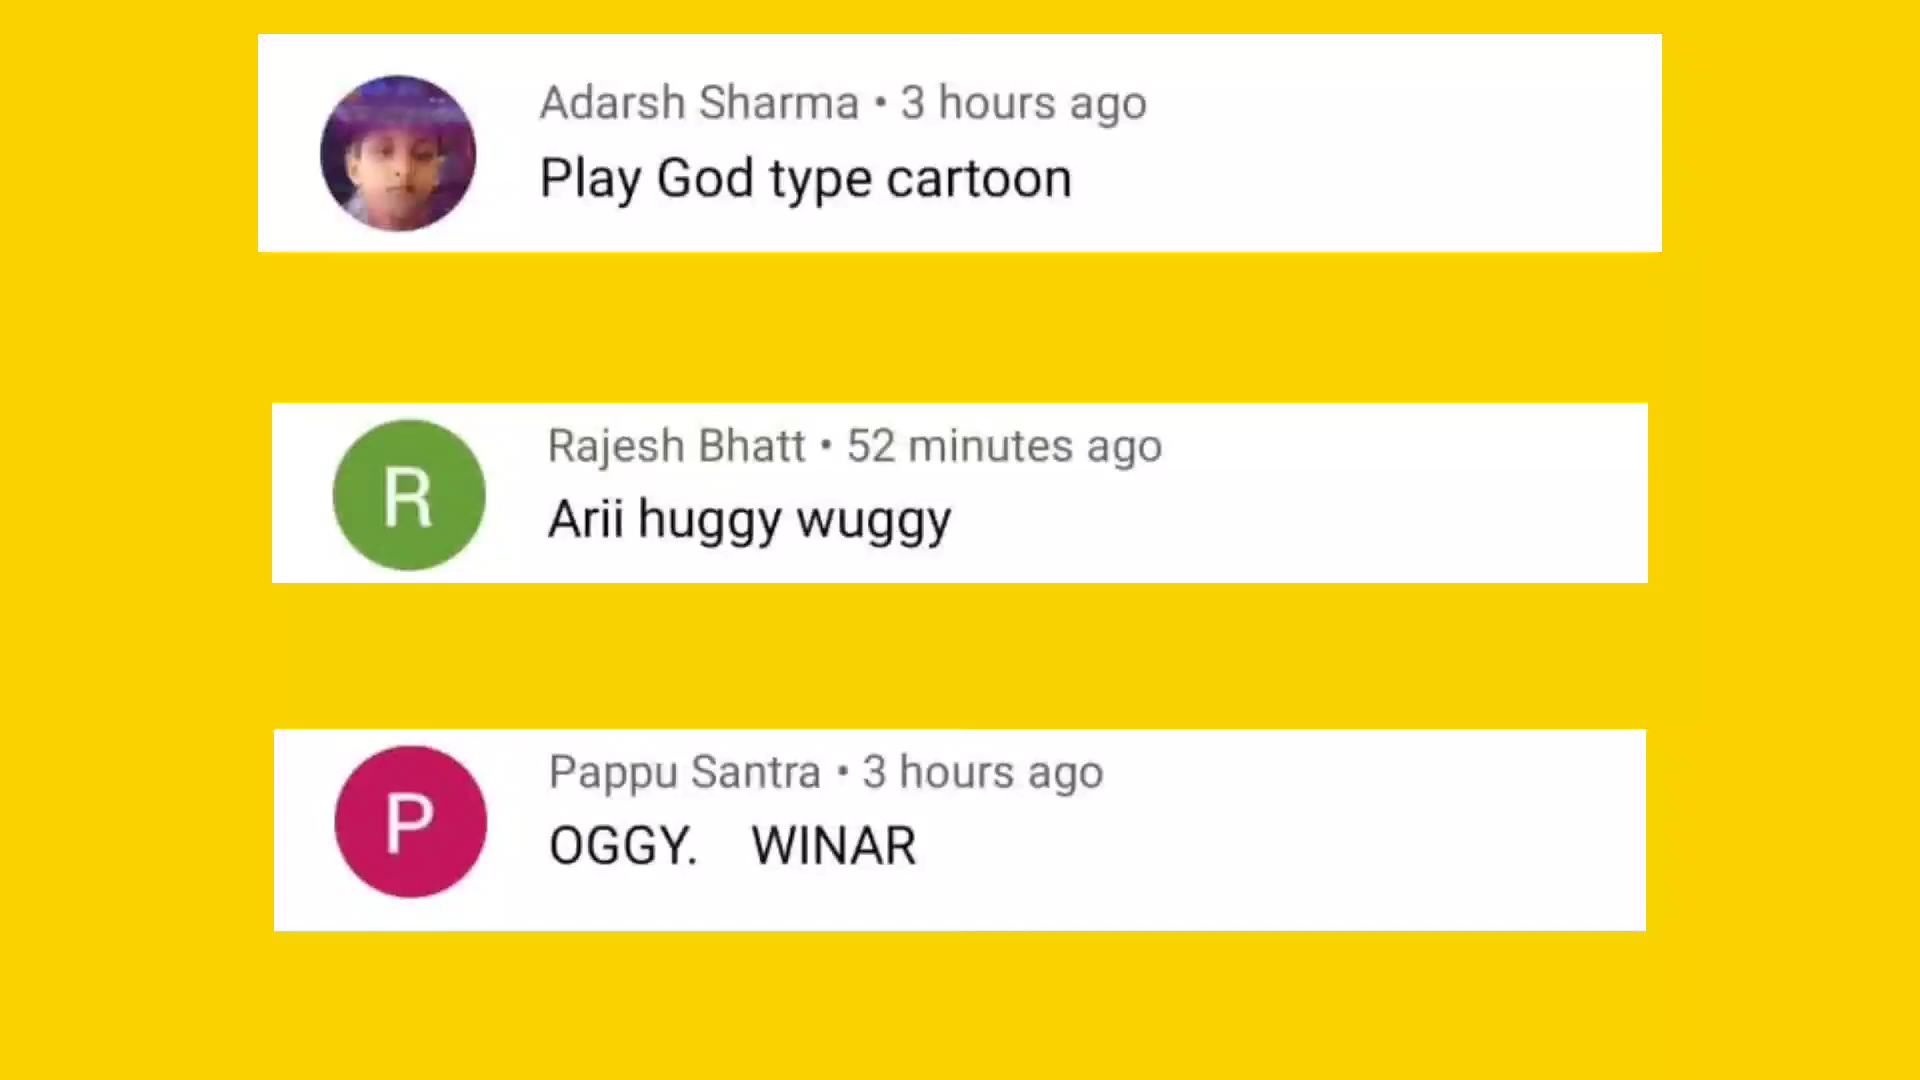 Adarsh Sharma • 3 hours ago
Play God type cartoon
R
Rajesh Bhatt • 52 minutes ago
Arii huggy wuggy
P
Pappu Santra • 3 hours ago
OGGY. WINAR